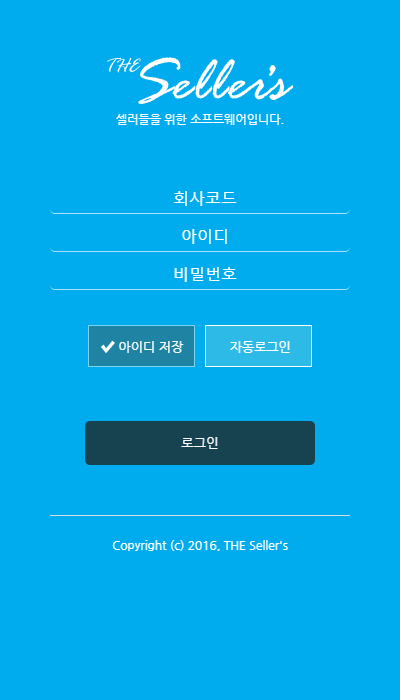 THE Seller's
셀러들을 위한 소프트웨어입니다.
회사코드
아이디
비밀번호
아이디 저장
자동로그인
로그인
Copyright (c) 2016, THE Seller's